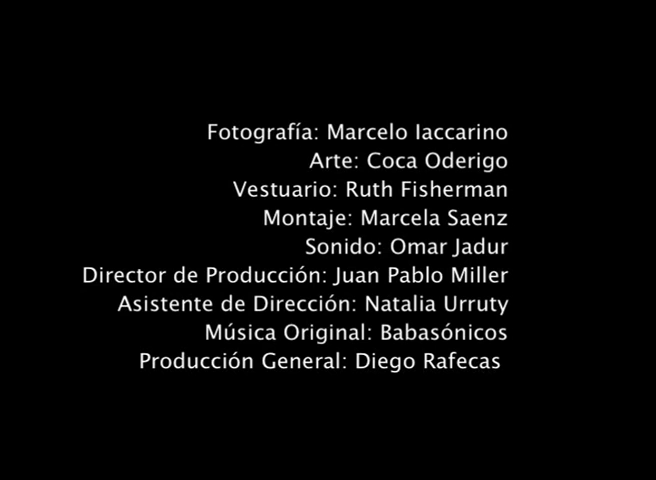 Fotografía: Marcelo Iaccarino
Arte: Coca Oderigo
Vestuario: Ruth Fisherman
Montaje: Marcela Saenz
Sonido: Omar Jadur
Director de Producción: Juan Pablo Miller
Asistente de Dirección: Natalia Urruty
Música Original: Babasónicos
Producción General: Diego Rafecas